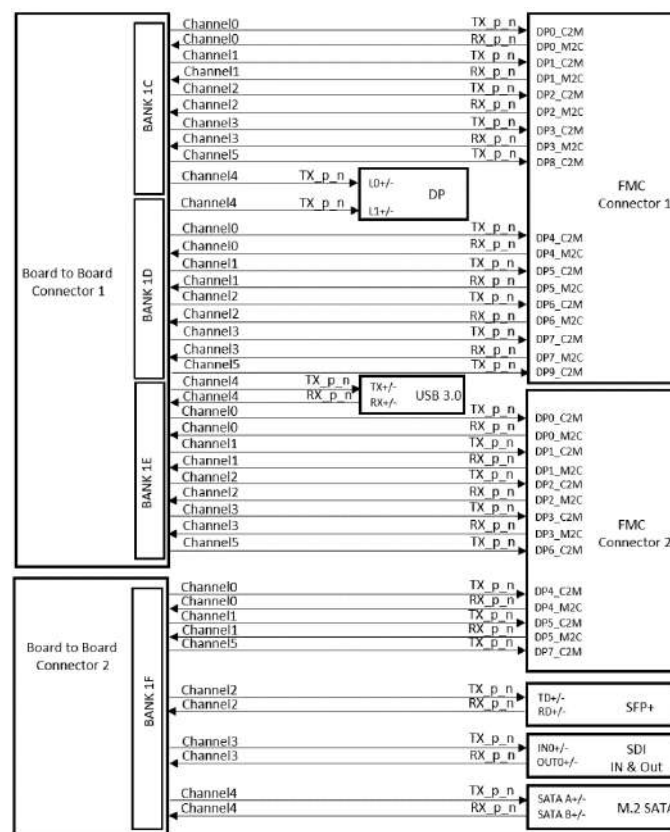 Board to Board
Connector 1
BANK 1C
Channel0 TX_p_n DP0_C2M
Channel0 RX_p_n DP0_M2C
Channel1 TX_p_n DP1_C2M
Channel1 RX_p_n DP1_M2C
Channel2 TX_p_n DP2_C2M
Channel2 RX_p_n DP2_M2C
Channel3 TX_p_n DP3_C2M
Channel3 RX_p_n DP3_M2C
Channel5 TX_p_n DP8_C2M
Channel4 TX_p_n L0+/-
DP
FMC
Connector 1
BANK 1D
Channel4 TX_p_n L1+/-
Channel0 TX_p_n DP4_C2M
Channel0 RX_p_n DP4_M2C
Channel1 TX_p_n DP5_C2M
Channel1 RX_p_n DP5_M2C
Channel2 TX_p_n DP6_C2M
Channel2 RX_p_n DP6_M2C
Channel3 TX_p_n DP7_C2M
Channel3 RX_p_n DP7_M2C
Channel5 TX_p_n DP9_C2M
BANK 1E
Channel4 TX_p_n TX+/-
Channel4 RX_p_n RX+/-
USB 3.0
Channel0 TX_p_n DP0_C2M
Channel0 RX_p_n DP0_M2C
Channel1 TX_p_n DP1_C2M
Channel1 RX_p_n DP1_M2C
Channel2 TX_p_n DP2_C2M
Channel2 RX_p_n DP2_M2C
Channel3 TX_p_n DP3_C2M
Channel3 RX_p_n DP3_M2C
Channel5 TX_p_n DP6_C2M
FMC
Connector 2
Board to Board
Connector 2
BANK 1F
Channel0 TX_p_n DP4_C2M
Channel0 RX_p_n DP4_M2C
Channel1 TX_p_n DP5_C2M
Channel1 RX_p_n DP5_M2C
Channel5 TX_p_n DP7_C2M
Channel2 TX_p_n TD+/-
Channel2 RX_p_n RD+/-
SFP+
Channel3 TX_p_n IN0+/-
Channel3 RX_p_n OUT0+/-
SDI
IN & Out
Channel4 TX_p_n SATA A+/-
Channel4 RX_p_n SATA B+/-
M.2 SATA